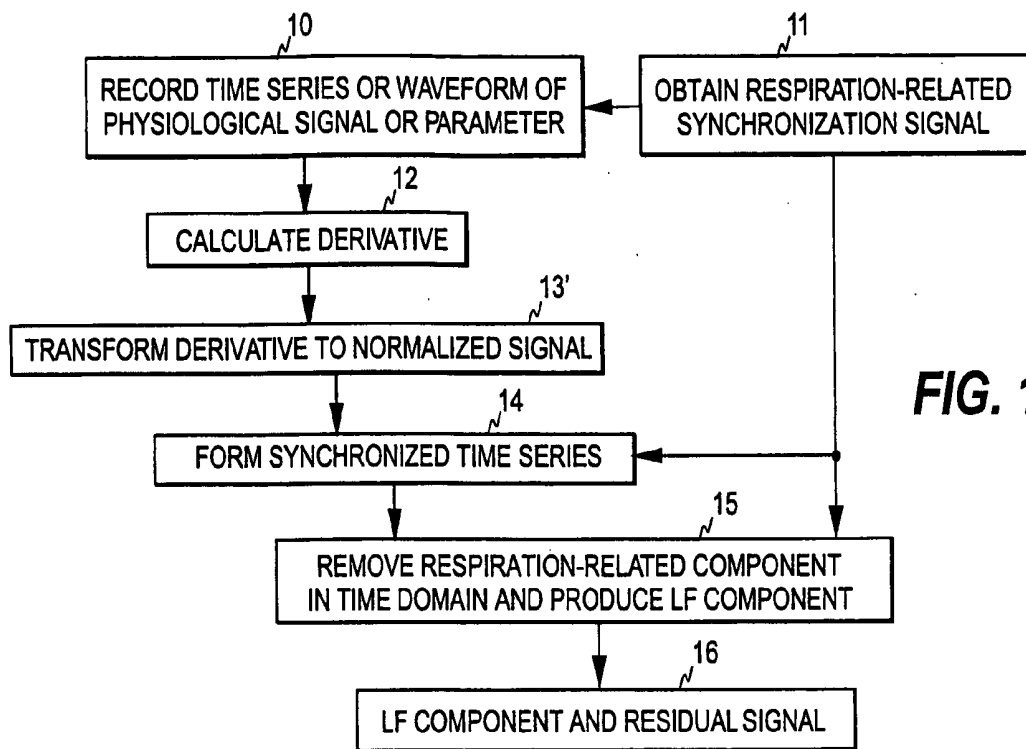 10
11
RECORD TIME SERIES OR WAVEFORM OF
PHYSIOLOGICAL SIGNAL OR PARAMETER
OBTAIN RESPIRATION-RELATED
SYNCHRONIZATION SIGNAL
12
CALCULATE DERIVATIVE
13'
TRANSFORM DERIVATIVE TO NORMALIZED SIGNAL
FIG.
14
FORM SYNCHRONIZED TIME SERIES
15
REMOVE RESPIRATION-RELATED COMPONENT
IN TIME DOMAIN AND PRODUCE LF COMPONENT
16
LF COMPONENT AND RESIDUAL SIGNAL